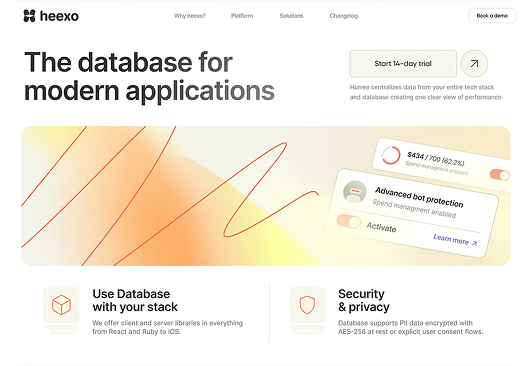 heexo
Why heexo?
Platform
Solutions
Changelog
Book a demo
The database for
modern applications
Start 14-day trial
Hurree centralizes data from your entire tech stack
and database creating one clear view of performance.
$434 / 700 (62.2%)
Spend managment enabled
Advanced bot protection
Spend managment enabled
Activate
Learn more
Use Database
with your stack
We offer client and server libraries in everything
from React and Ruby to iOS.
Security
& privacy
Database supports PII data encrypted with
AES-256 at rest or explicit user consent flows.